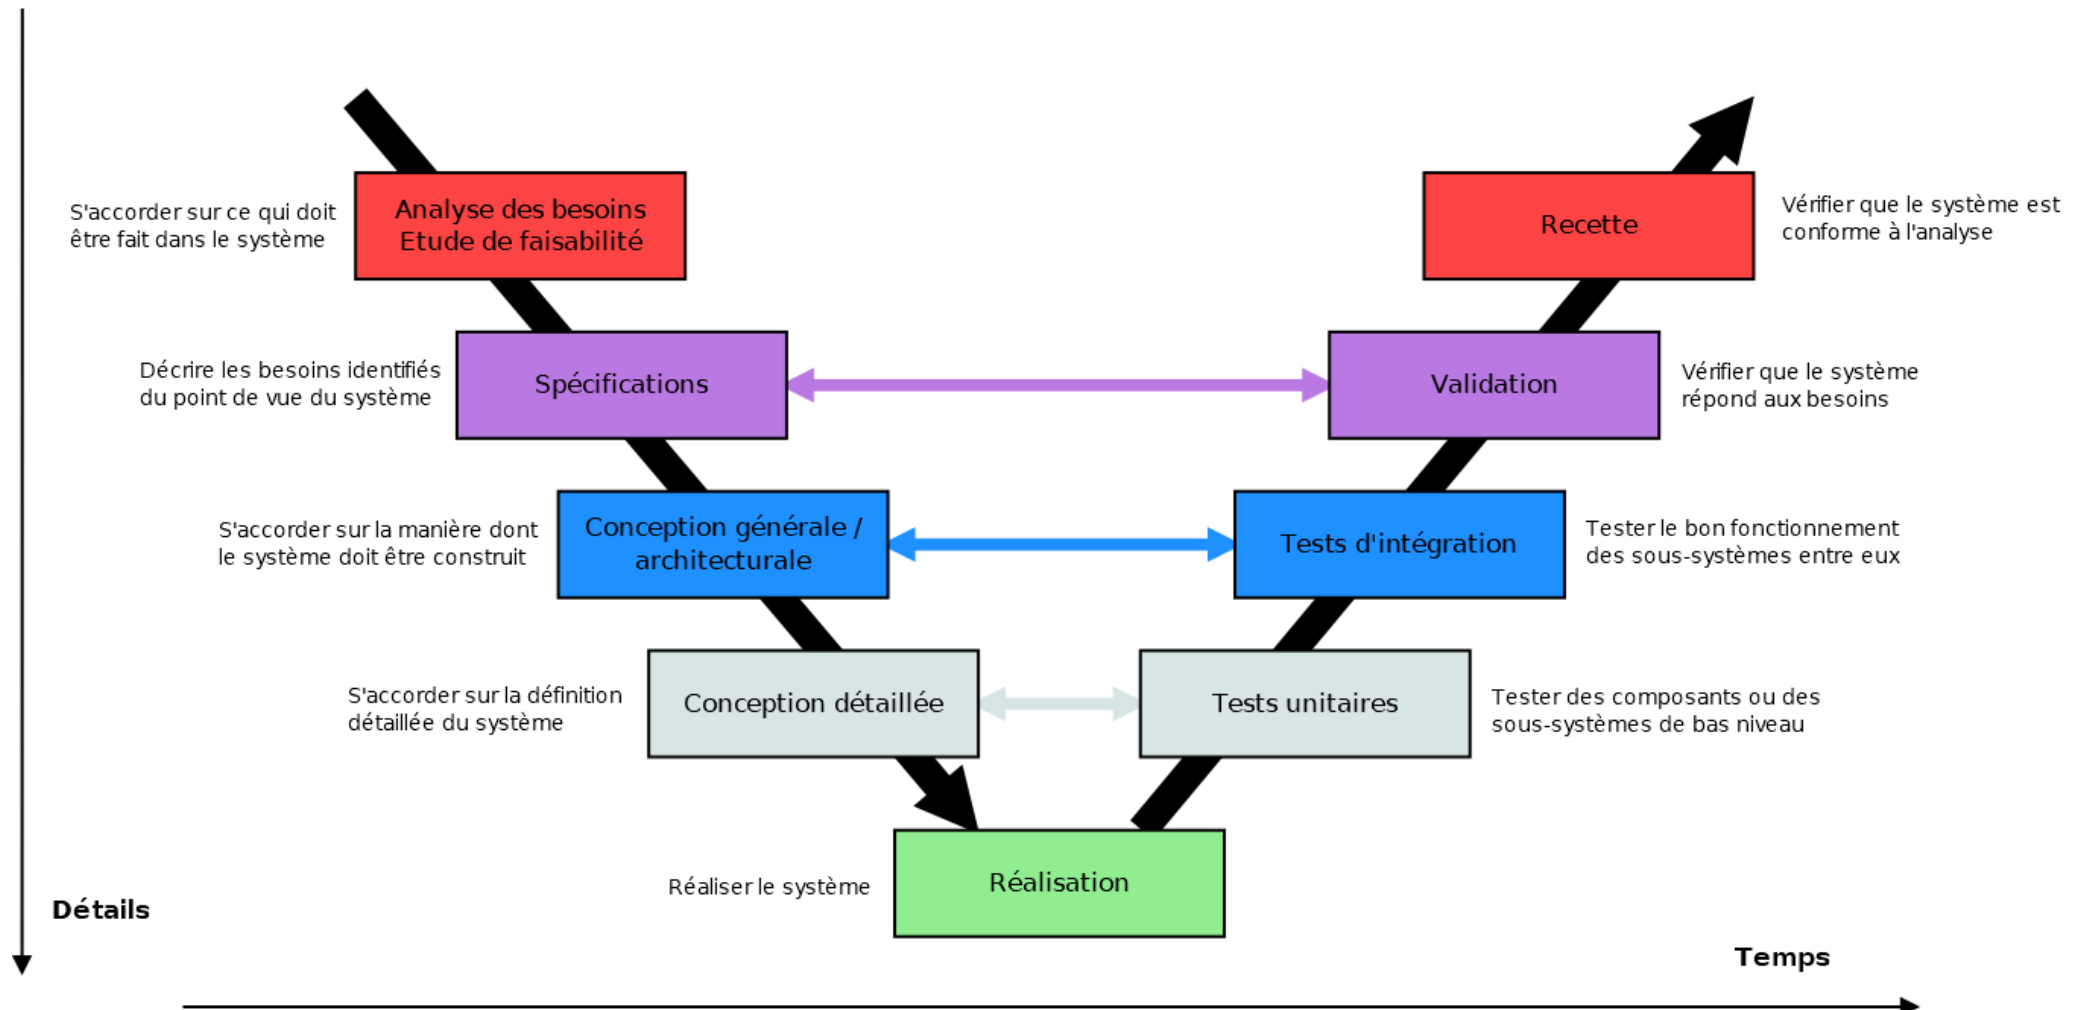 S'accorder sur ce qui doit
être fait dans le système
Analyse des besoins
Etude de faisabilité
Recette
Vérifier que le système est
conforme à l'analyse
Décrire les besoins identifiés
du point de vue du système
Spécifications
Validation
Vérifier que le système
répond aux besoins
S'accorder sur la manière dont
le système doit être construit
Conception générale /
architecturale
Tests d'intégration
Tester le bon fonctionnement
des sous-systèmes entre eux
S'accorder sur la définition
détaillée du système
Conception détaillée
Tests unitaires
Tester des composants ou des
sous-systèmes de bas niveau
Réaliser le système
Réalisation
Détails
Temps